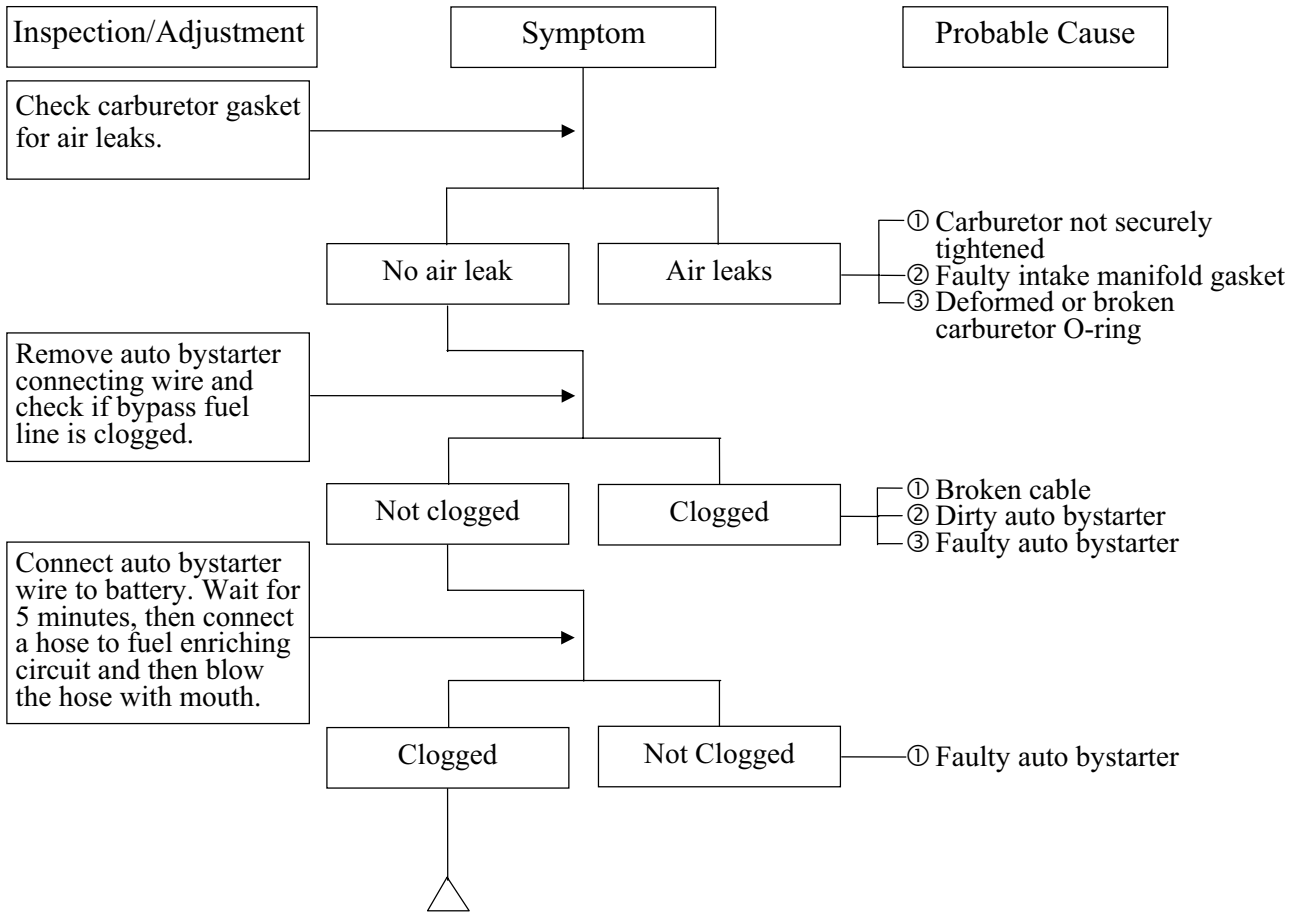 Inspection/Adjustment
Symptom
Probable Cause
Check carburetor gasket
for air leaks.
No air leak
Air leaks
① Carburetor not securely
tightened
② Faulty intake manifold gasket
③ Deformed or broken
carburetor O-ring
Remove auto bystarter
connecting wire and
check if bypass fuel
line is clogged.
Not clogged
Clogged
① Broken cable
② Dirty auto bystarter
③ Faulty auto bystarter
Connect auto bystarter
wire to battery. Wait for
5 minutes, then connect
a hose to fuel enriching
circuit and then blow
the hose with mouth.
Clogged
Not Clogged
① Faulty auto bystarter